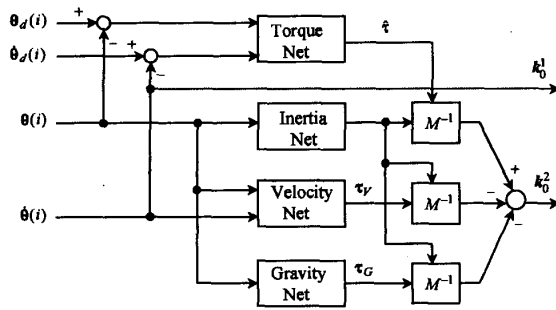 θ_d(i) + − Torque Net τ̂
θ̇_d(i) + −
k_0^1
θ(i) Inertia Net M⁻¹
+
θ̇(i) Velocity Net τ_V M⁻¹ − k_0^2
−
Gravity Net τ_G M⁻¹